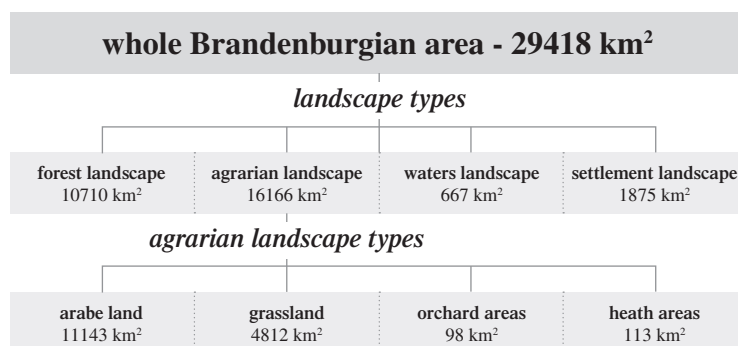 whole Brandenburgian area - 29418 km²
landscape types
forest landscape
10710 km²
agrarian landscape
16166 km²
waters landscape
667 km²
settlement landscape
1875 km²
agrarian landscape types
arabe land
11143 km²
grassland
4812 km²
orchard areas
98 km²
heath areas
113 km²